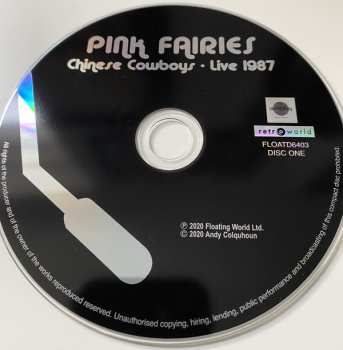 PINK FAIRIES
Chinese Cowboys • Live 1987
retroworld
FLOATD6403
DISC ONE
℗ 2020 Floating World Ltd.
© 2020 Andy Colquhoun
All rights of the producer and of the owner of the works reproduced reserved. Unauthorised copying, hiring, lending, public performance and broadcasting of this compact disc prohibited.